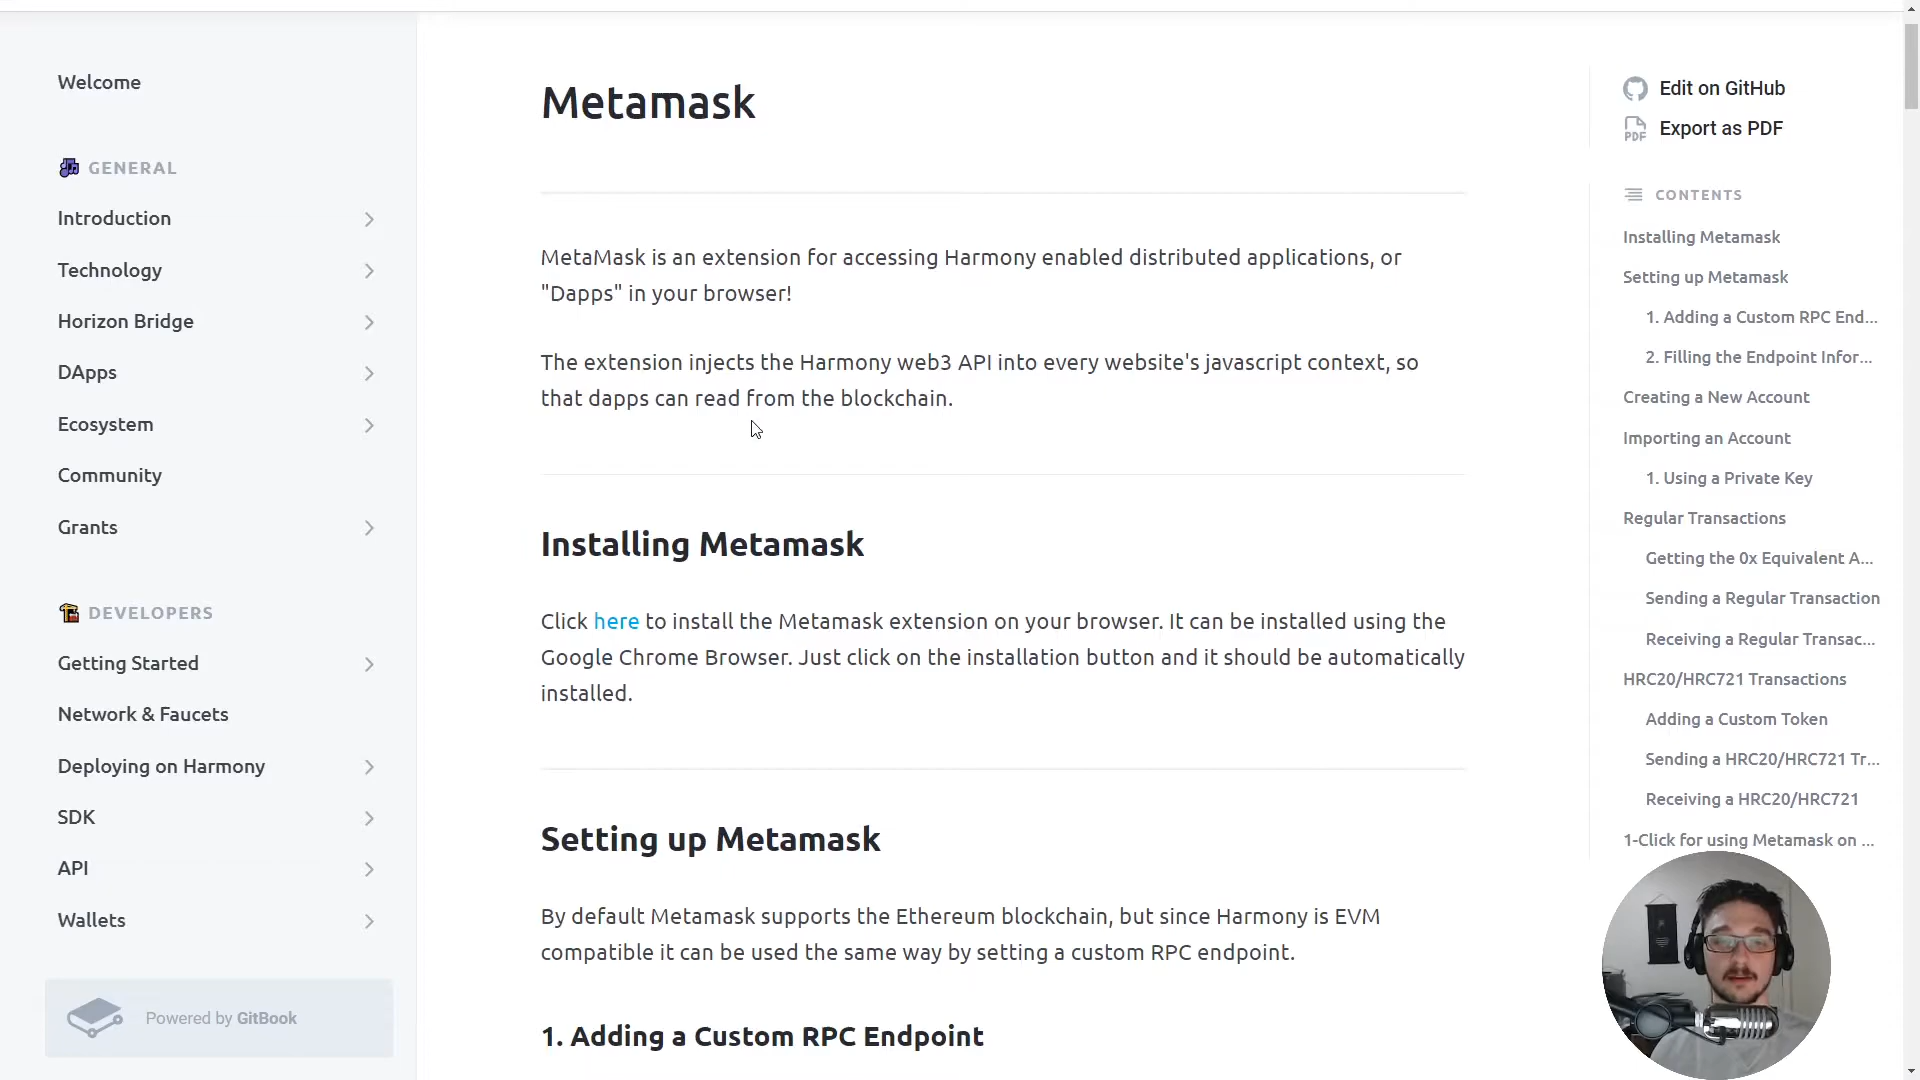 Welcome
GENERAL
Introduction
Technology
Horizon Bridge
DApps
Ecosystem
Community
Grants
DEVELOPERS
Getting Started
Network & Faucets
Deploying on Harmony
SDK
API
Wallets
Powered by GitBook
Metamask
MetaMask is an extension for accessing Harmony enabled distributed applications, or
"Dapps" in your browser!
The extension injects the Harmony web3 API into every website's javascript context, so
that dapps can read from the blockchain.
Installing Metamask
Click here to install the Metamask extension on your browser. It can be installed using the
Google Chrome Browser. Just click on the installation button and it should be automatically
installed.
Setting up Metamask
By default Metamask supports the Ethereum blockchain, but since Harmony is EVM
compatible it can be used the same way by setting a custom RPC endpoint.
1. Adding a Custom RPC Endpoint
Edit on GitHub
PDF
Export as PDF
CONTENTS
Installing Metamask
Setting up Metamask
1. Adding a Custom RPC End...
2. Filling the Endpoint Infor...
Creating a New Account
Importing an Account
1. Using a Private Key
Regular Transactions
Getting the 0x Equivalent A...
Sending a Regular Transaction
Receiving a Regular Transac...
HRC20/HRC721 Transactions
Adding a Custom Token
Sending a HRC20/HRC721 Tr...
Receiving a HRC20/HRC721
1-Click for using Metamask on ...